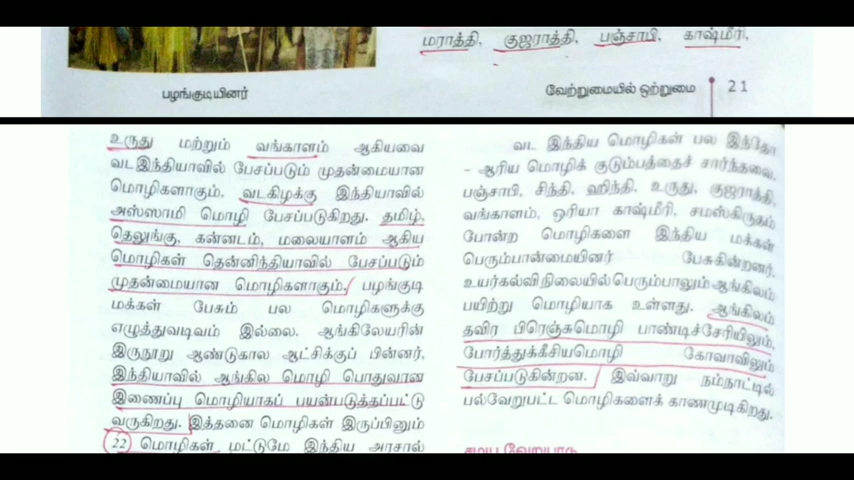 மராத்தி, குஜராத்தி, பஞ்சாபி, காஷ்மீரி,
பழங்குடியினர்
வேற்றுமையில் ஒற்றுமை 21
உருது மற்றும் வங்காளம் ஆகியவை
வடஇந்தியாவில் பேசப்படும் முதன்மையான
மொழிகளாகும். வடகிழக்கு இந்தியாவில்
அஸ்ஸாமி மொழி பேசப்படுகிறது. தமிழ்,
தெலுங்கு, கன்னடம், மலையாளம் ஆகிய
மொழிகள் தென்னிந்தியாவில் பேசப்படும்
முதன்மையான மொழிகளாகும். பழங்குடி
மக்கள் பேசும் பல மொழிகளுக்கு
எழுத்துவடிவம் இல்லை. ஆங்கிலேயரின்
இருநூறு ஆண்டுகால ஆட்சிக்குப் பின்னர்,
இந்தியாவில் ஆங்கில மொழி பொதுவான
இணைப்பு மொழியாகப் பயன்படுத்தப்பட்டு
வருகிறது. இத்தனை மொழிகள் இருப்பினும்
22 மொழிகள் மட்டுமே இந்திய அரசால்
வட இந்திய மொழிகள் பல இந்தோ
– ஆரிய மொழிக் குடும்பத்தைச் சார்ந்தவை.
பஞ்சாபி, சிந்தி, ஹிந்தி, உருது, குஜராத்தி,
வங்காளம், ஒரியா காஷ்மீரி, சமஸ்கிருதம்
போன்ற மொழிகளை இந்திய மக்கள்
பெரும்பான்மையினர் பேசுகின்றனர்.
உயர்கல்விநிலையில்பெரும்பாலும்ஆங்கிலம்
பயிற்று மொழியாக உள்ளது. ஆங்கிலம்
தவிர பிரெஞ்சுமொழி பாண்டிச்சேரியிலும்,
போர்த்துக்கீசியமொழி கோவாவிலும்
பேசப்படுகின்றன. இவ்வாறு நம்நாட்டில்
பல்வேறுபட்ட மொழிகளைக் காணமுடிகிறது.